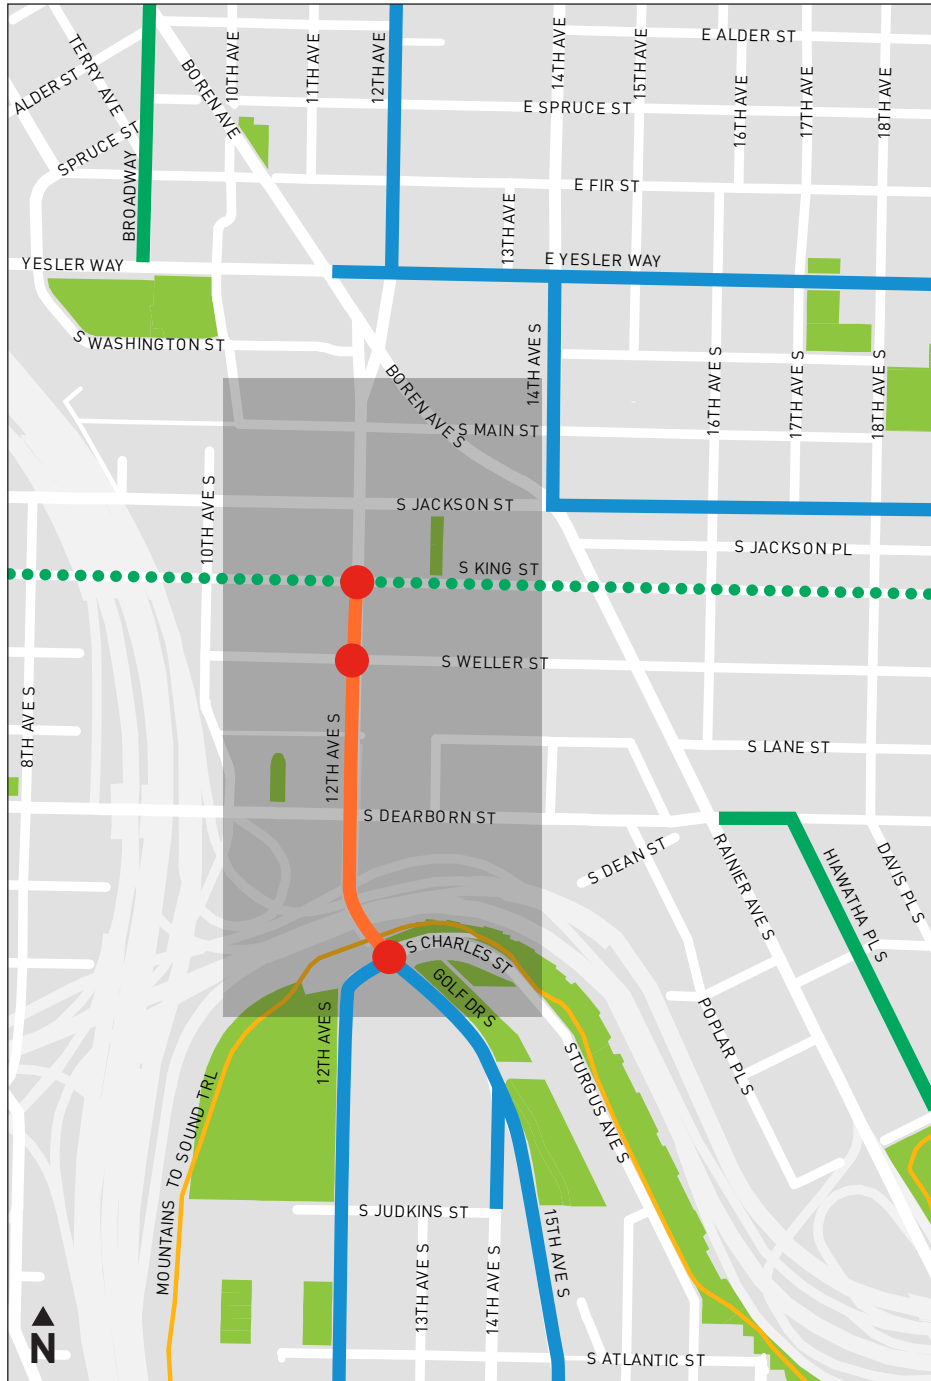 E ALDER ST
14TH AVE
15TH AVE
10TH AVE
11TH AVE
12TH AVE
TERRY AVE
ALDER ST
BOREN AVE
16TH AVE
17TH AVE
18TH AVE
E SPRUCE ST
SPRUCE ST
BROADWAY
E FIR ST
13TH AVE
YESLER WAY
E YESLER WAY
S WASHINGTON ST
14TH AVE S
BOREN AVE S
16TH AVE S
17TH AVE S
18TH AVE S
S MAIN ST
10TH AVE S
S JACKSON ST
S JACKSON PL
S KING ST
S WELLER ST
8TH AVE S
12TH AVE S
S LANE ST
S DEARBORN ST
S DEAN ST
RAINIER AVE S
HIAWATHA PL S
DAVIS PL S
S CHARLES ST
GOLF DR S
12TH AVE S
POPLAR PL S
STURGUS AVE S
MOUNTAINS TO SOUND TRL
S JUDKINS ST
15TH AVE S
13TH AVE S
14TH AVE S
N
S ATLANTIC ST